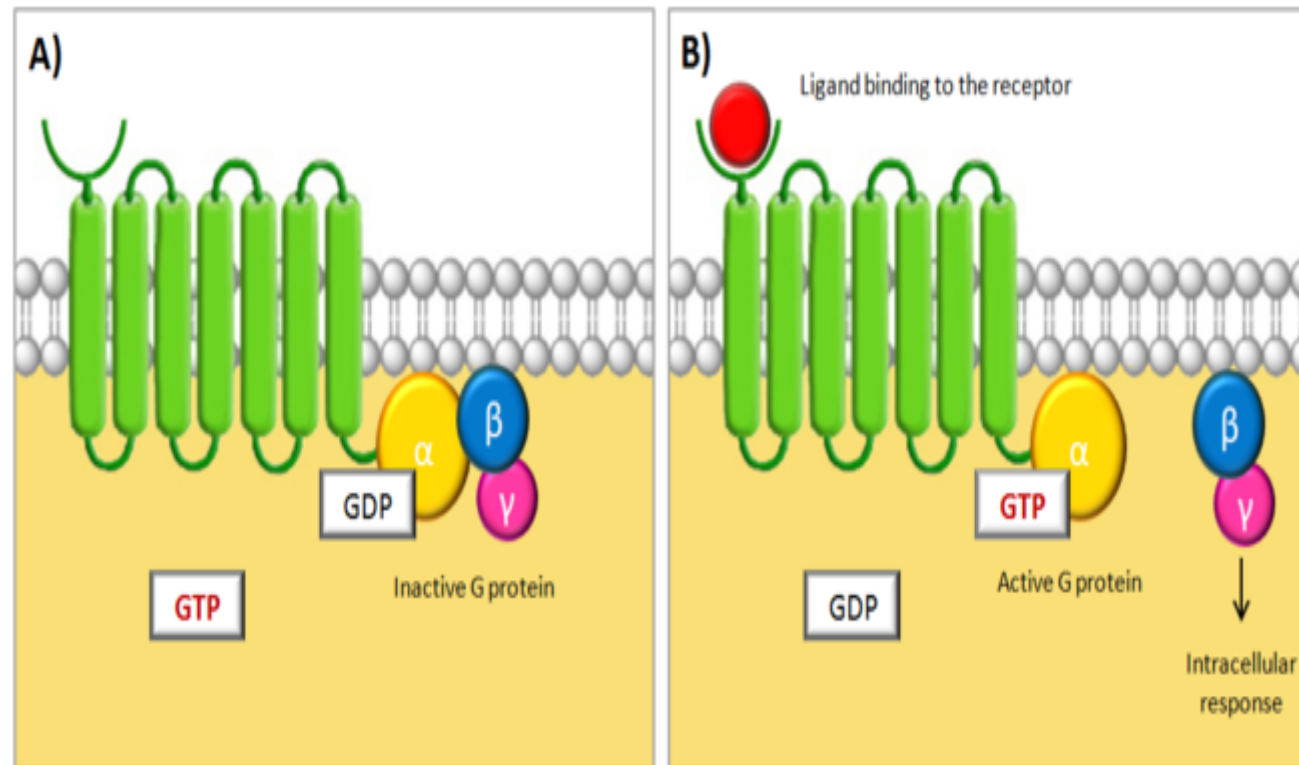 A)
α
β
γ
GDP
GTP
Inactive G protein
B)
Ligand binding to the receptor
α
β
γ
GTP
GDP
Active G protein
Intracellular
response